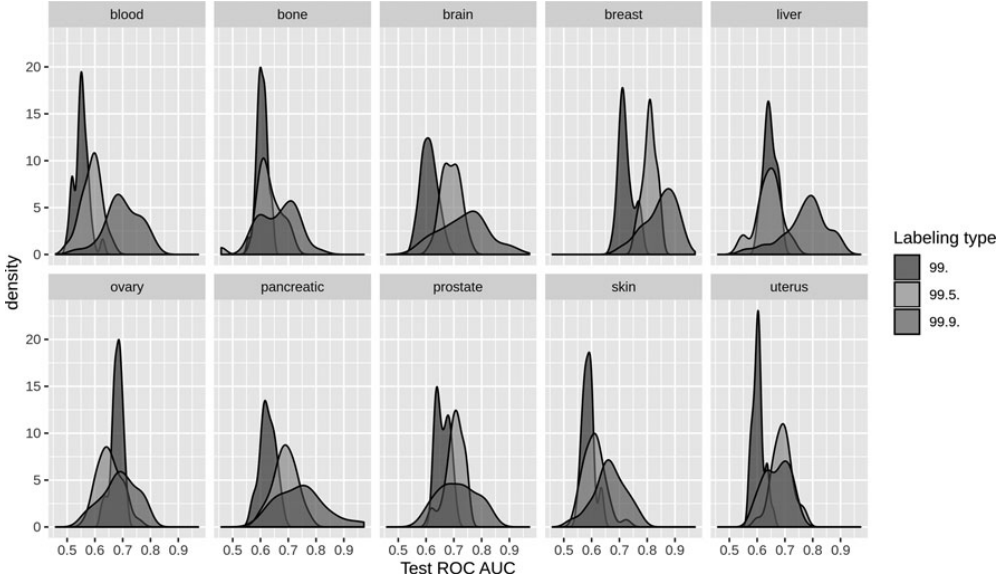 blood bone brain breast liver
20
15
10
5
0
density
ovary pancreatic prostate skin uterus
20
15
10
5
0
0.5 0.6 0.7 0.8 0.9 0.5 0.6 0.7 0.8 0.9 0.5 0.6 0.7 0.8 0.9 0.5 0.6 0.7 0.8 0.9 0.5 0.6 0.7 0.8 0.9
Test ROC AUC
Labeling type
99.
99.5.
99.9.